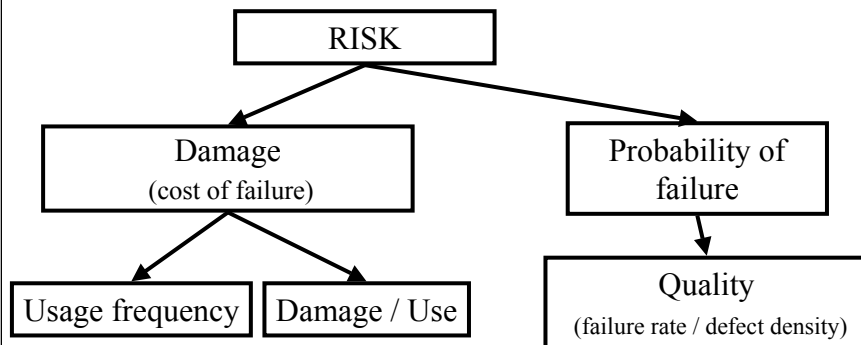 RISK
Damage
(cost of failure)
Probability of
failure
Usage frequency
Damage / Use
Quality
(failure rate / defect density)